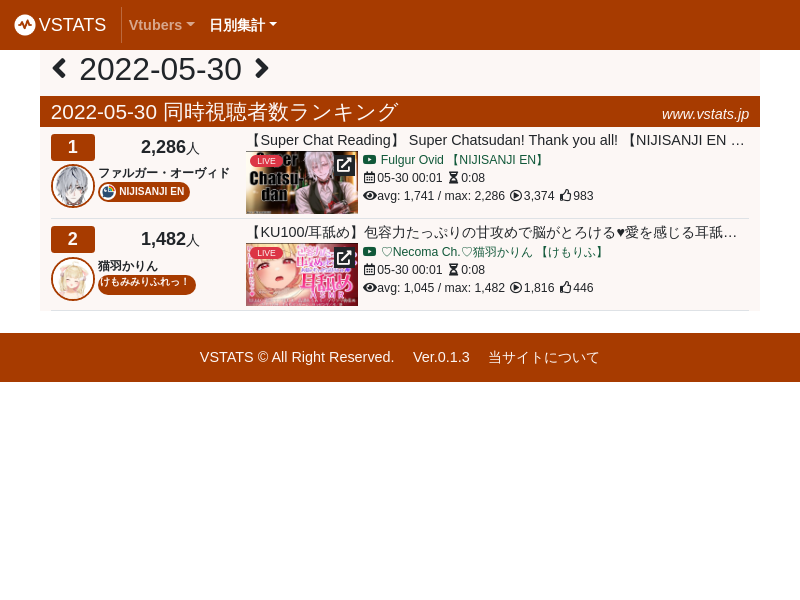 VSTATS Vtubers 日別集計
2022-05-30
2022-05-30 同時視聴者数ランキング www.vstats.jp
1 2,286人
ファルガー・オーヴィド
NIJISANJI EN
【Super Chat Reading】 Super Chatsudan! Thank you all! 【NIJISANJI EN …
LIVE
Super
Chatsu-
dan
Fulgur Ovid 【NIJISANJI EN】
05-30 00:01 0:08
avg: 1,741 / max: 2,286 3,374 983
2 1,482人
猫羽かりん
けもみみりふれっ！
【KU100/耳舐め】包容力たっぷりの甘攻めで脳がとろける♥愛を感じる耳舐…
LIVE
耳舐め
♡Necoma Ch.♡猫羽かりん 【けもりふ】
05-30 00:01 0:08
avg: 1,045 / max: 1,482 1,816 446
VSTATS © All Right Reserved. Ver.0.1.3 当サイトについて